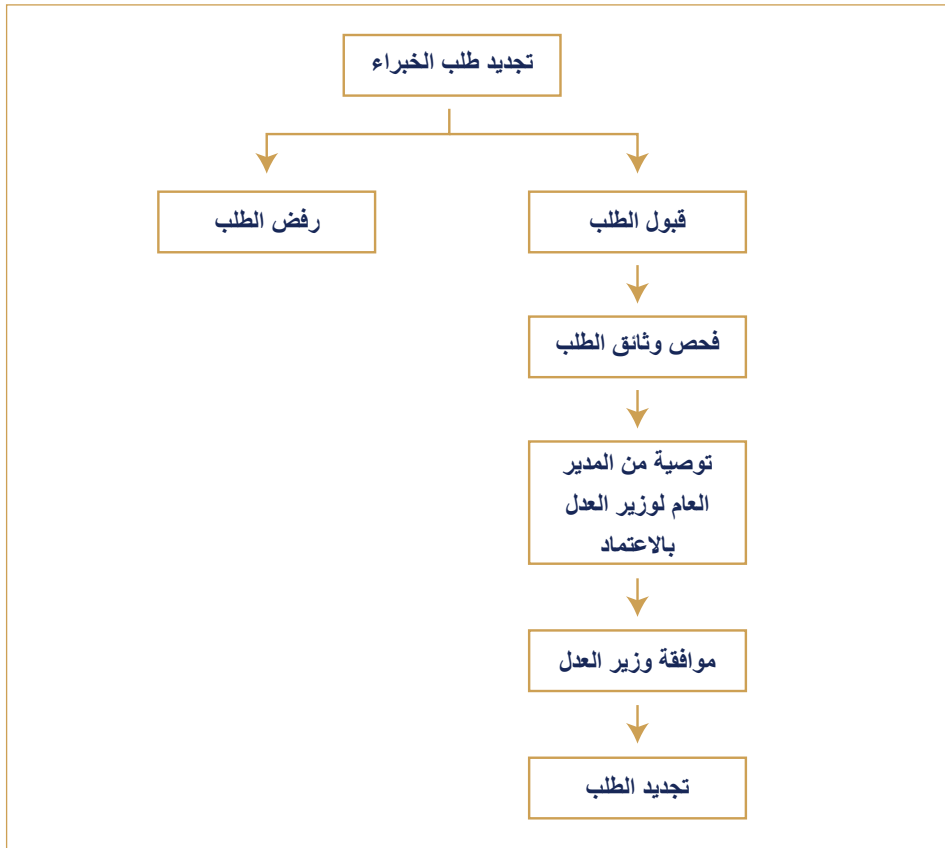 تجديد طلب الخبراء
قبول الطلب
رفض الطلب
فحص وثائق الطلب
توصية من المدير
العام لوزير العدل
بالاعتماد
موافقة وزير العدل
تجديد الطلب